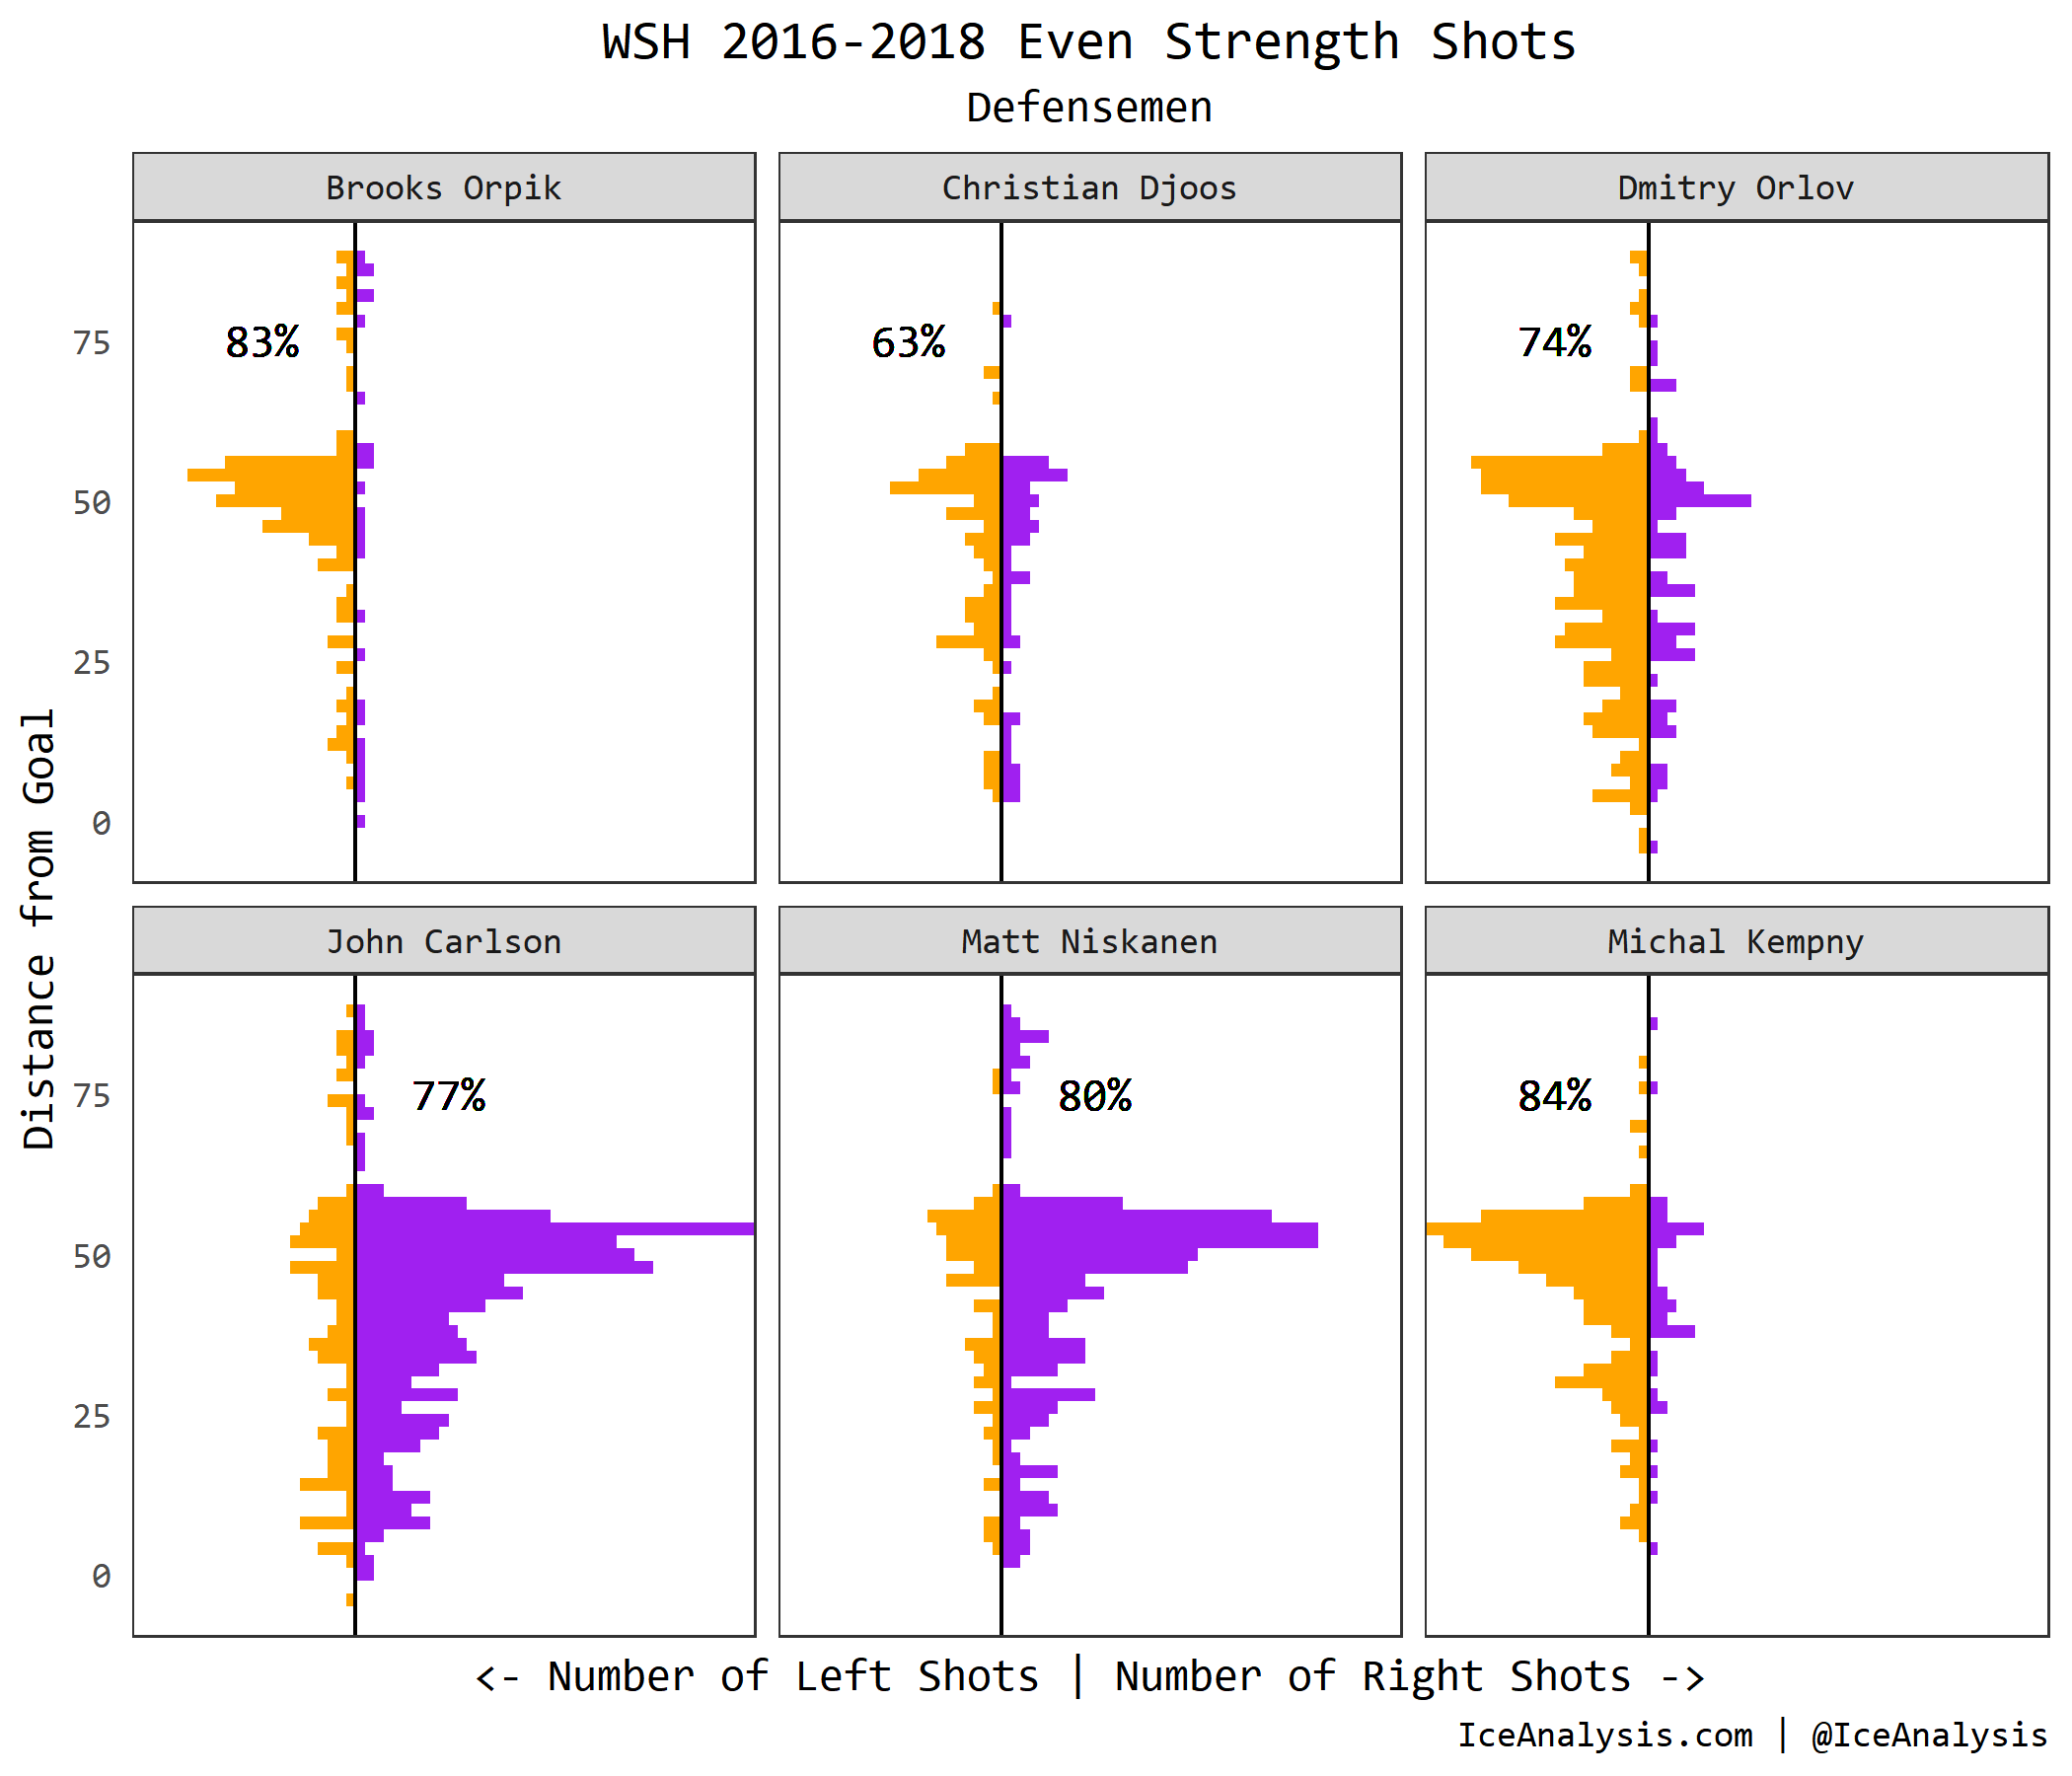 WSH 2016-2018 Even Strength Shots
Defensemen
Brooks Orpik
Christian Djoos
Dmitry Orlov
83%
63%
74%
75
50
25
0
John Carlson
Matt Niskanen
Michal Kempny
77%
80%
84%
75
50
25
0
Distance from Goal
<- Number of Left Shots | Number of Right Shots ->
IceAnalysis.com | @IceAnalysis